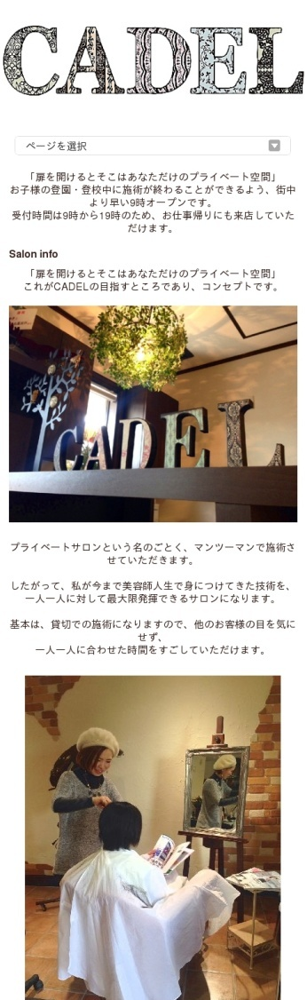 CADEL
ページを選択
「扉を開けるとそこはあなただけのプライベート空間」
お子様の登園・登校中に施術が終わることができるよう、街中
より早い9時オープンです。
受付時間は9時から19時のため、お仕事帰りにも来店していた
だけます。
Salon info
「扉を開けるとそこはあなただけのプライベート空間」
これがCADELの目指すところであり、コンセプトです。
CADEL
プライベートサロンという名のごとく、マンツーマンで施術さ
せていただきます。
したがって、私が今まで美容師人生で身につけてきた技術を、
一人一人に対して最大限発揮できるサロンになります。
基本は、貸切での施術になりますので、他のお客様の目を気に
せず、
一人一人に合わせた時間をすごしていただけます。